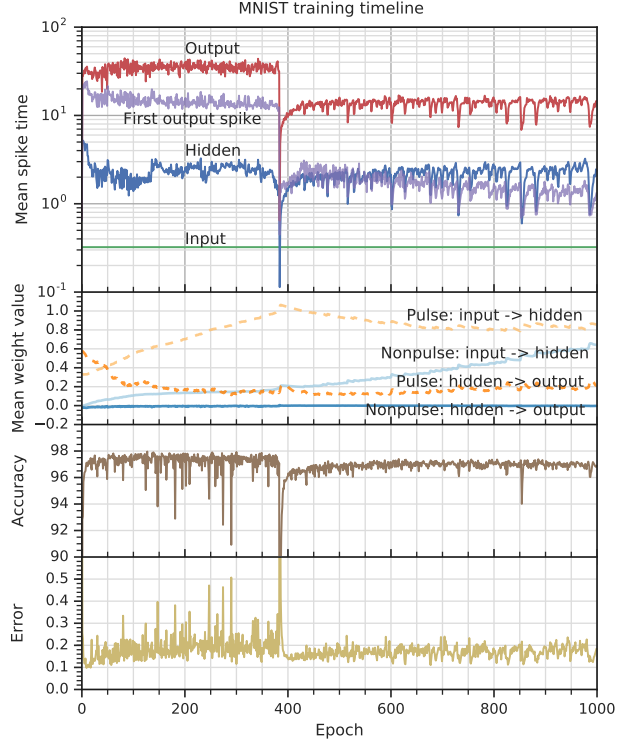 MNIST training timeline
10^2
10^1
10^0
10^-1
Mean spike time
Output
First output spike
Hidden
Input
1.0
0.8
0.6
0.4
0.2
0.0
−0.2
Mean weight value
Pulse: input -> hidden
Nonpulse: input -> hidden
Pulse: hidden -> output
Nonpulse: hidden -> output
98
96
94
92
90
Accuracy
0.5
0.4
0.3
0.2
0.1
0.0
Error
0 200 400 600 800 1000
Epoch